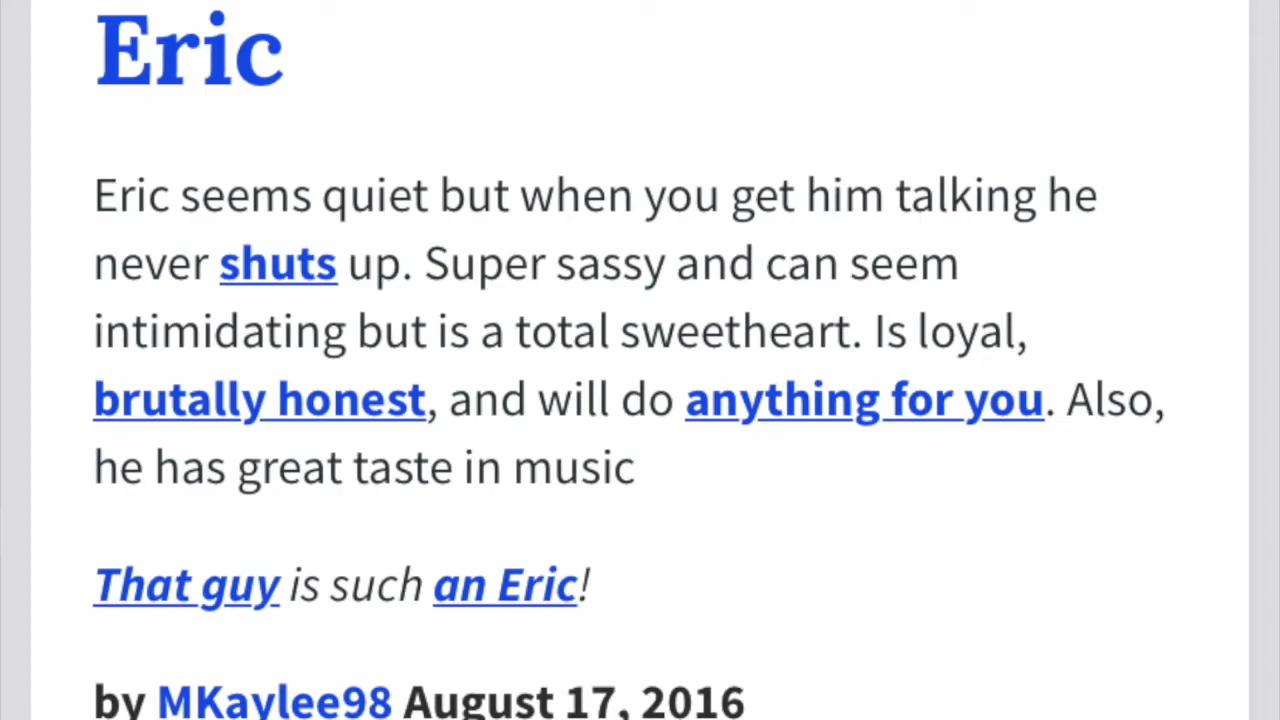 Eric
Eric seems quiet but when you get him talking he
never shuts up. Super sassy and can seem
intimidating but is a total sweetheart. Is loyal,
brutally honest, and will do anything for you. Also,
he has great taste in music
That guy is such an Eric!
by MKaylee98 August 17, 2016